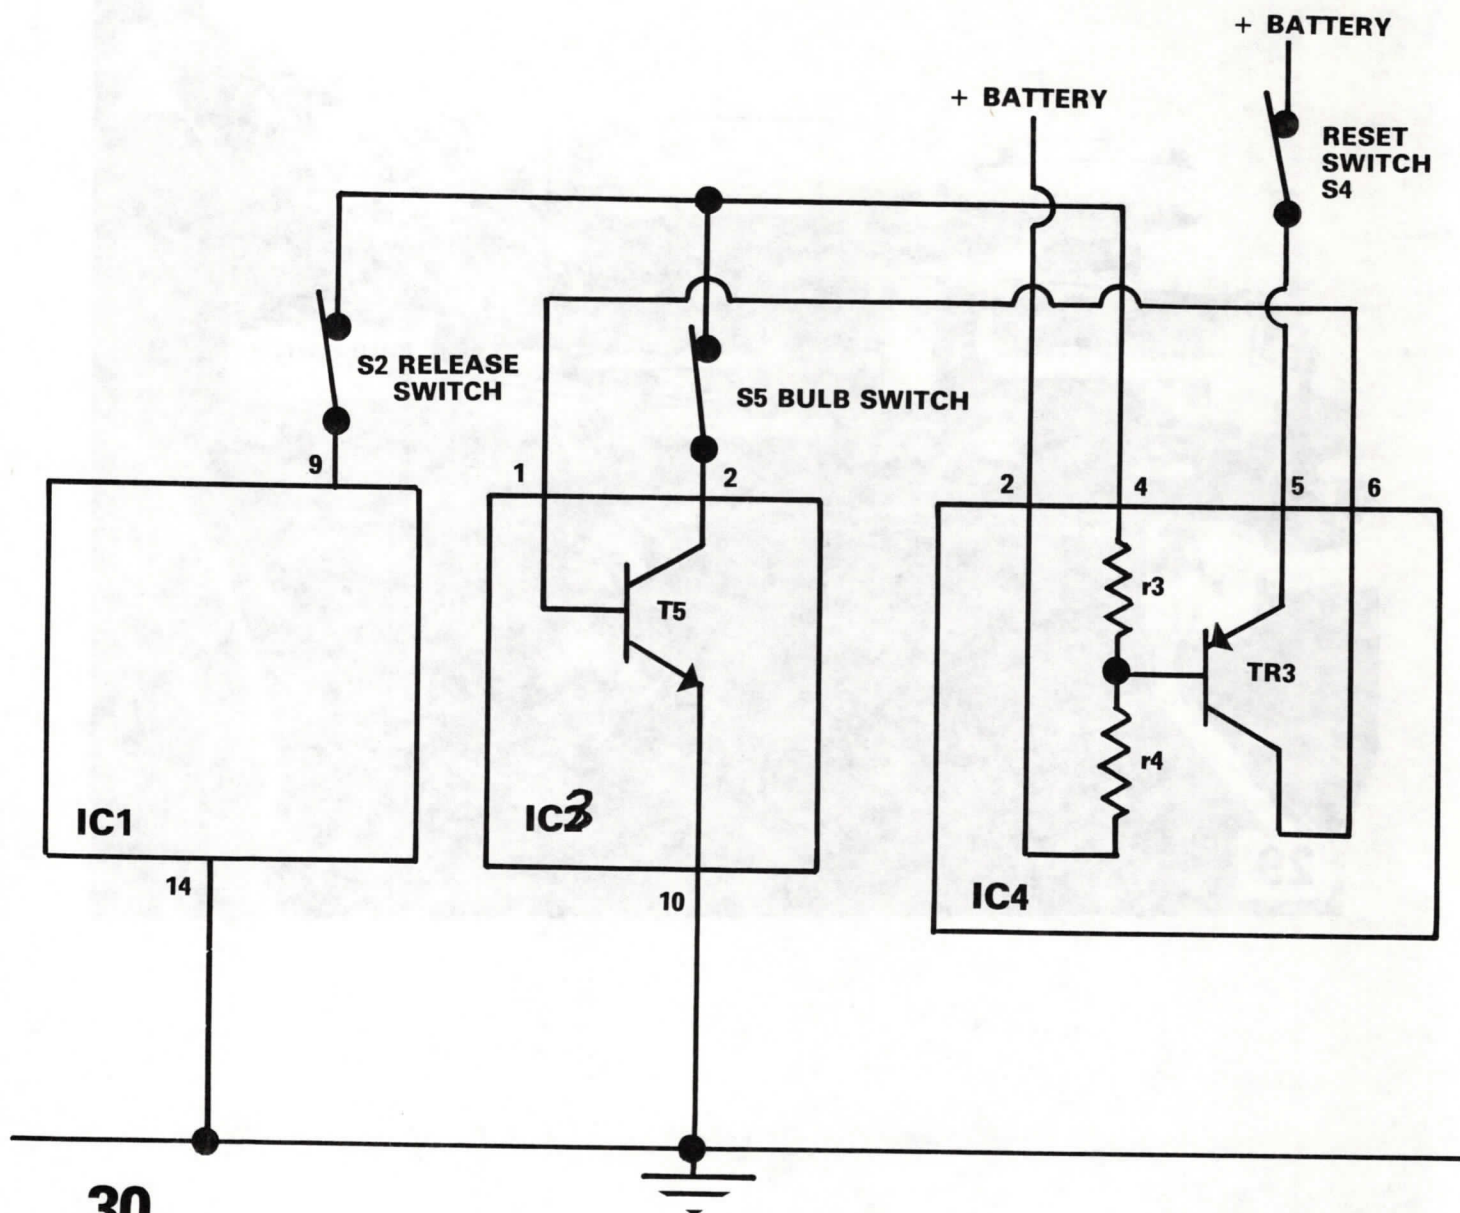 + BATTERY
+ BATTERY
RESET
SWITCH
S4
S2 RELEASE
SWITCH
S5 BULB SWITCH
9
1
2
2
4
5
6
r3
T5
TR3
r4
IC1
IC3
IC4
14
10
30